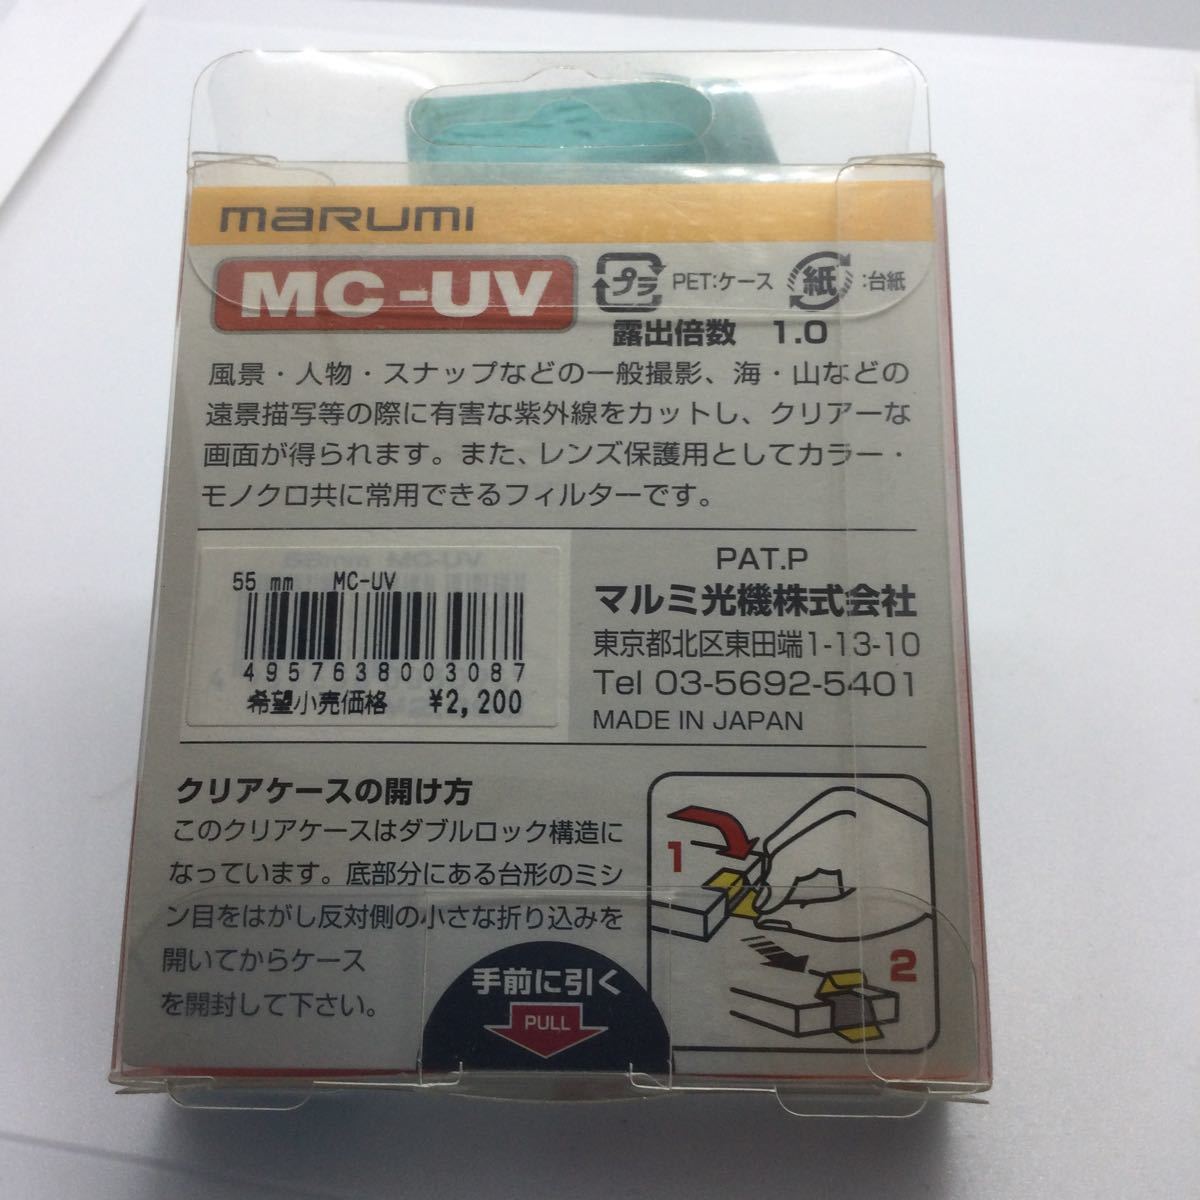 marumi
MC-UV
プラ PET:ケース 紙 :台紙
露出倍数 1.0
風景・人物・スナップなどの一般撮影、海・山などの
遠景描写等の際に有害な紫外線をカットし、クリアーな
画面が得られます。また、レンズ保護用としてカラー・
モノクロ共に常用できるフィルターです。
55 mm MC-UV
4957638003087
希望小売価格 ¥2,200
PAT.P
マルミ光機株式会社
東京都北区東田端1-13-10
Tel 03-5692-5401
MADE IN JAPAN
クリアケースの開け方
このクリアケースはダブルロック構造に
なっています。底部分にある台形のミシ
ン目をはがし反対側の小さな折り込みを
開いてからケース
を開封して下さい。
手前に引く
PULL
1
2